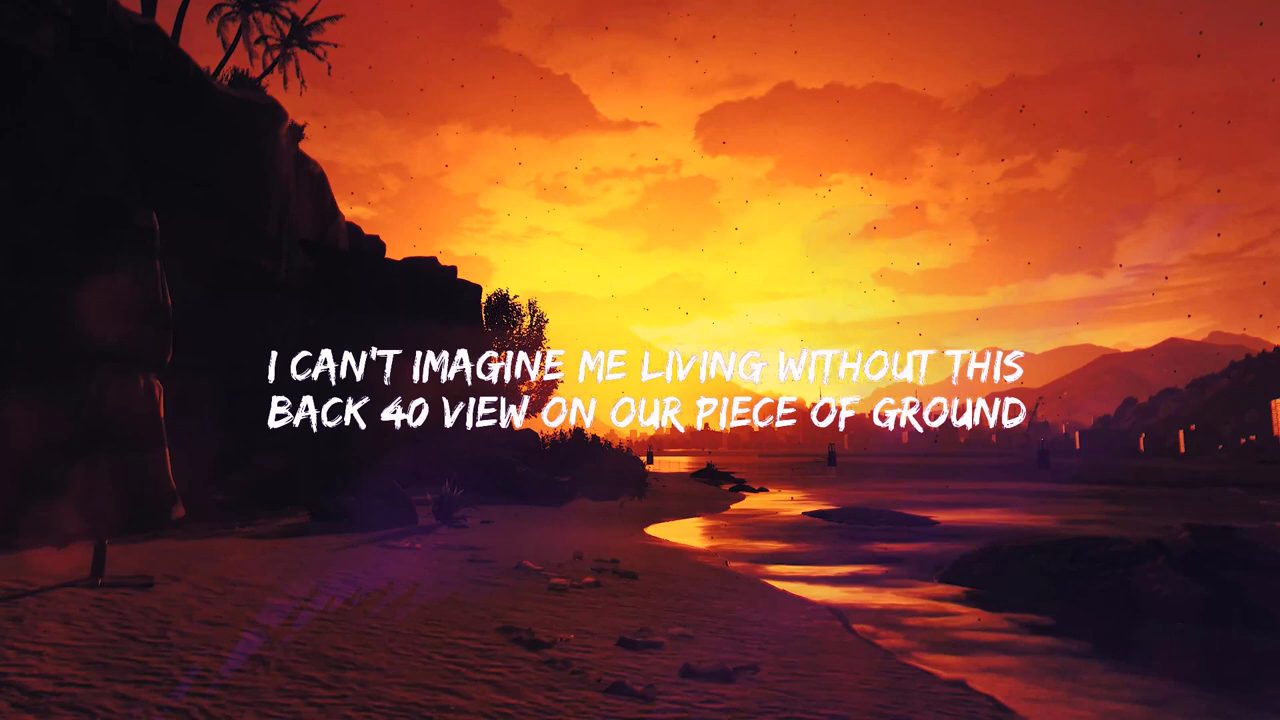 I CAN'T IMAGINE ME LIVING WITHOUT THIS
BACK 40 VIEW ON OUR PIECE OF GROUND